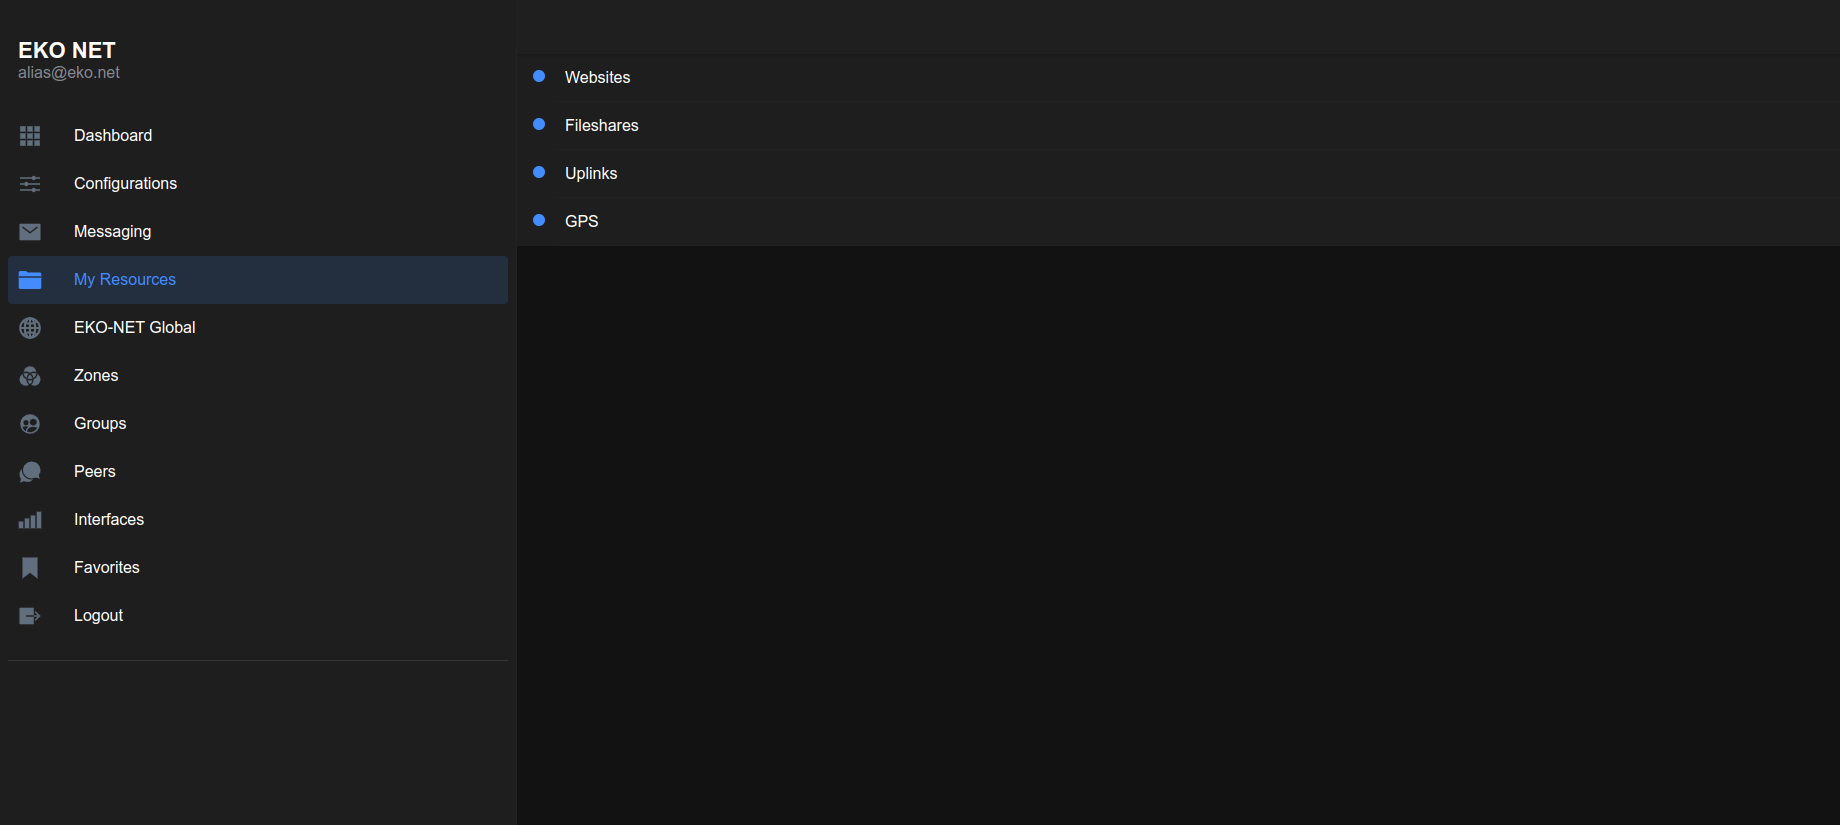 EKO NET
alias@eko.net
Dashboard
Configurations
Messaging
My Resources
EKO-NET Global
Zones
Groups
Peers
Interfaces
Favorites
Logout
Websites
Fileshares
Uplinks
GPS